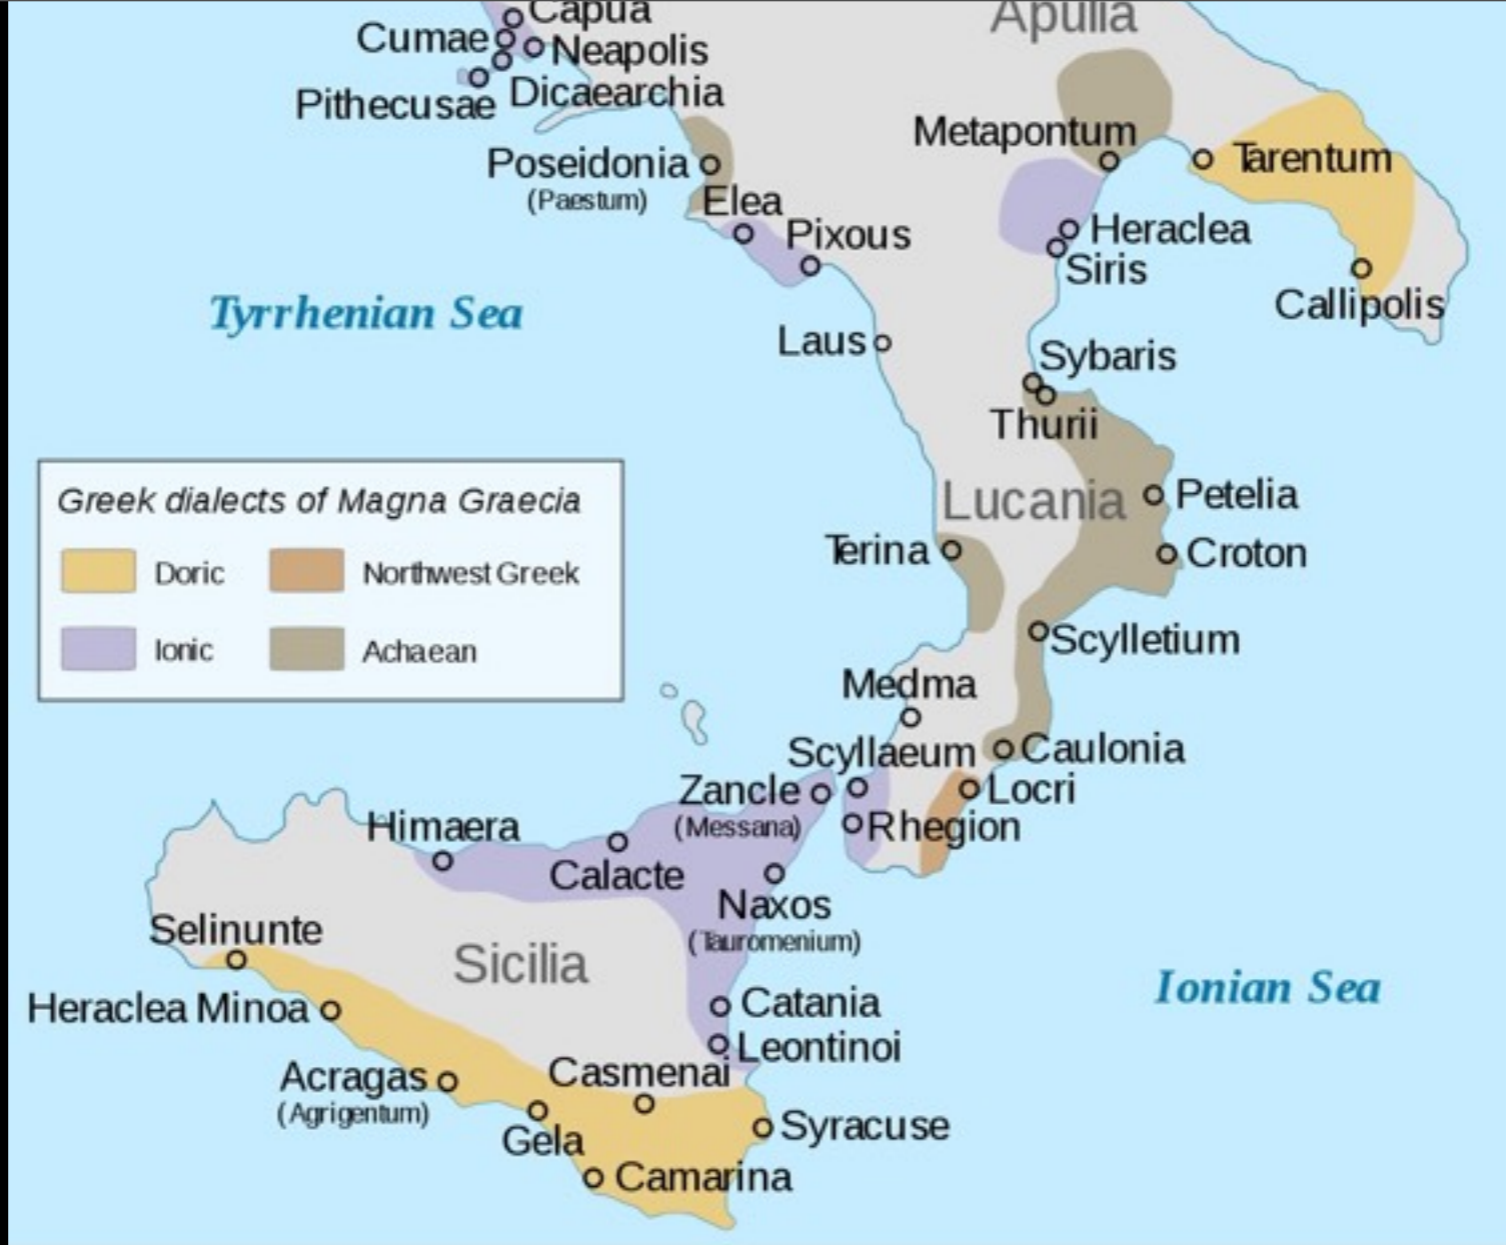 Capua
Apulia
Cumae
Neapolis
Pithecusae
Dicaearchia
Metapontum
Tarentum
Poseidonia
(Paestum)
Elea
Pixous
Heraclea
Siris
Callipolis
Tyrrhenian Sea
Laus
Sybaris
Thurii
Greek dialects of Magna Graecia
Doric
Northwest Greek
Ionic
Achaean
Lucania
Petelia
Terina
Croton
Scylletium
Medma
Scyllaeum
Caulonia
Zancle
(Messana)
Locri
Rhegion
Himaera
Calacte
Naxos
(Tauromenium)
Selinunte
Sicilia
Ionian Sea
Heraclea Minoa
Catania
Leontinoi
Acragas
(Agrigentum)
Casmenai
Gela
Syracuse
Camarina